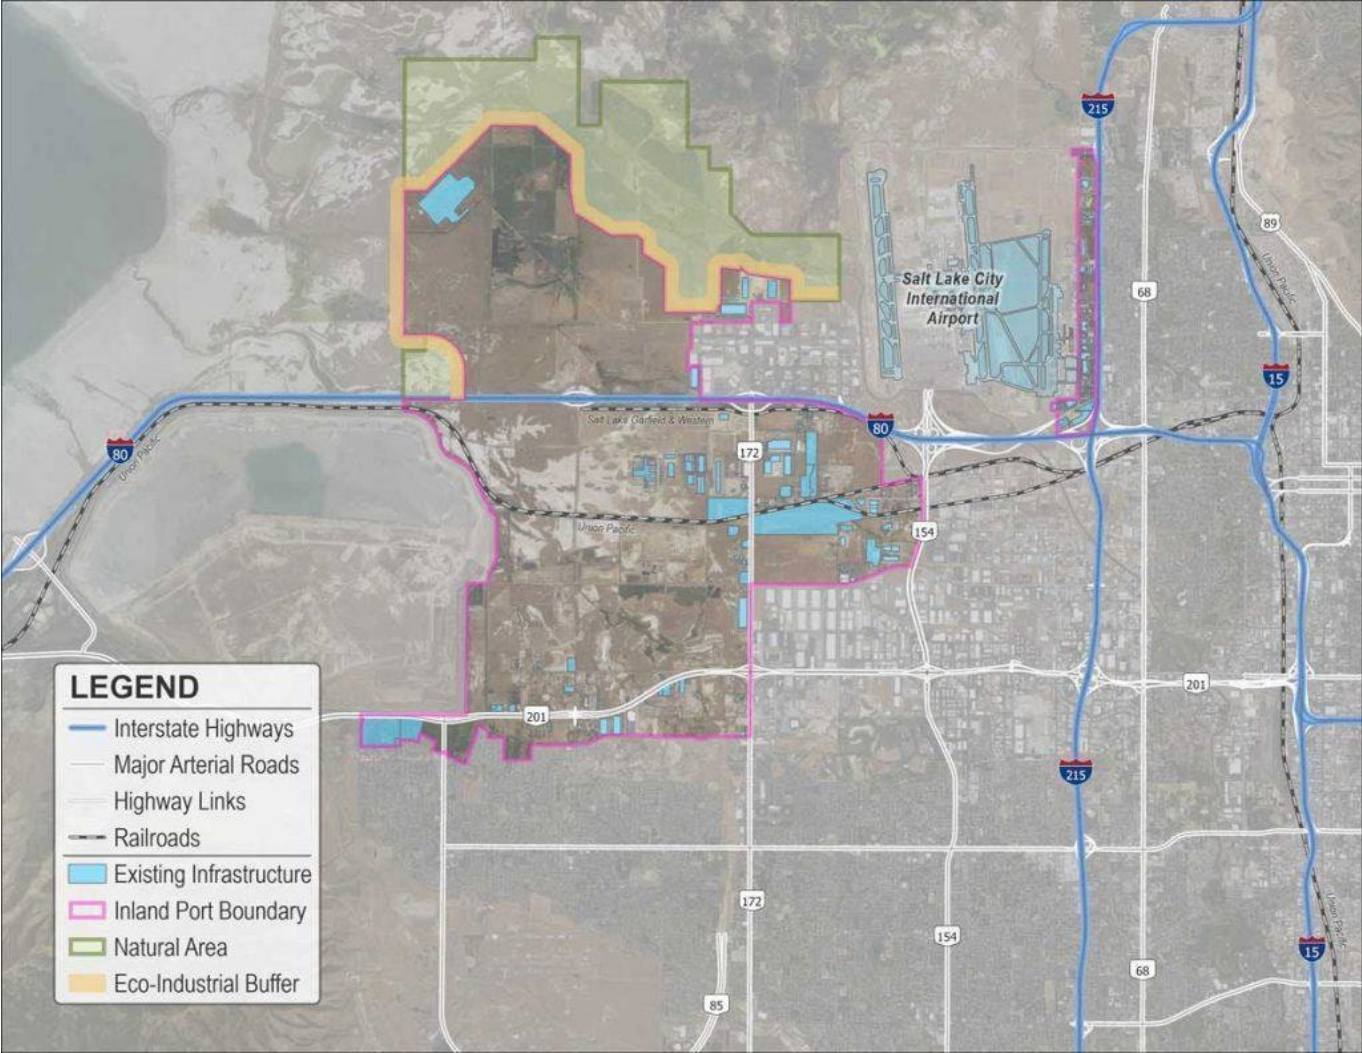 215
89
Union Pacific
68
Salt Lake City
International
Airport
15
Salt Lake Garfield & Western
80
80
Union Pacific
172
Union Pacific
154
LEGEND
Interstate Highways
Major Arterial Roads
Highway Links
Railroads
Existing Infrastructure
Inland Port Boundary
Natural Area
Eco-Industrial Buffer
201
201
215
172
154
68
15
Union Pacific
85